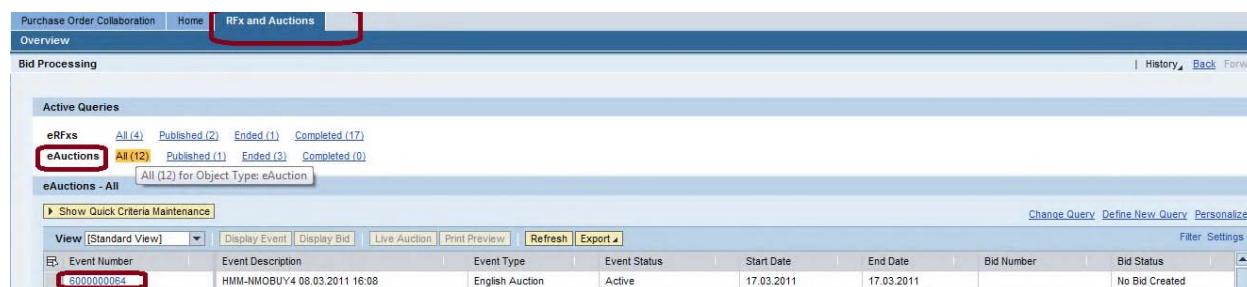 Purchase Order Collaboration Home RFx and Auctions
Overview
Bid Processing | History Back Forw
Active Queries
eRFxs All (4) Published (2) Ended (1) Completed (17)
eAuctions All (12) Published (1) Ended (3) Completed (0)
All (12) for Object Type: eAuction
eAuctions - All
Show Quick Criteria Maintenance Change Query Define New Query Personalize
View [Standard View] Display Event Display Bid Live Auction Print Preview Refresh Export Filter Settings
Event Number Event Description Event Type Event Status Start Date End Date Bid Number Bid Status
6000000064 HMM-NMOBUY4 08.03.2011 16:08 English Auction Active 17.03.2011 17.03.2011 No Bid Created